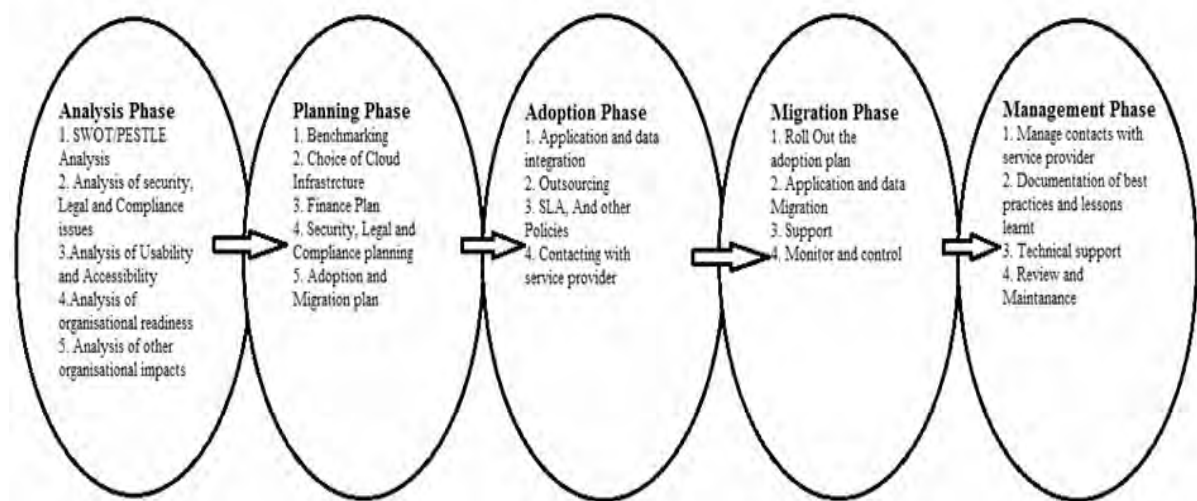 Analysis Phase
1. SWOT/PESTLE
Analysis
2. Analysis of security,
Legal and Compliance
issues
3.Analysis of Usability
and Accessibility
4.Analysis of
organisational readiness
5. Analysis of other
organisational impacts
Planning Phase
1. Benchmarking
2. Choice of Cloud
Infrastrcture
3. Finance Plan
4. Security, Legal and
Compliance planning
5. Adoption and
Migration plan
Adoption Phase
1. Application and data
integration
2. Outsourcing
3. SLA, And other
Policies
4. Contacting with
service provider
Migration Phase
1. Roll Out the
adoption plan
2. Application and data
Migration
3. Support
4. Monitor and control
Management Phase
1. Manage contacts with
service provider
2. Documentation of best
practices and lessons
learnt
3. Technical support
4. Review and
Maintanance